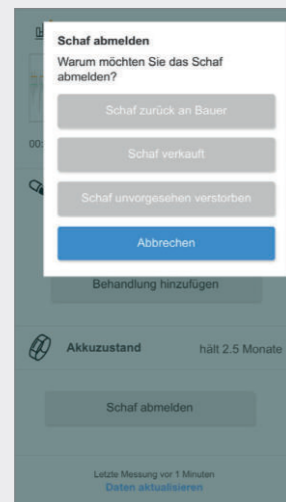 Schaf abmelden
Warum möchten Sie das Schaf
abmelden?
Schaf zurück an Bauer
Schaf verkauft
Schaf unvorgesehen verstorben
Abbrechen
00:
Behandlung hinzufügen
Akkuzustand hält 2.5 Monate
Schaf abmelden
Letzte Messung vor 1 Minuten
Daten aktualisieren